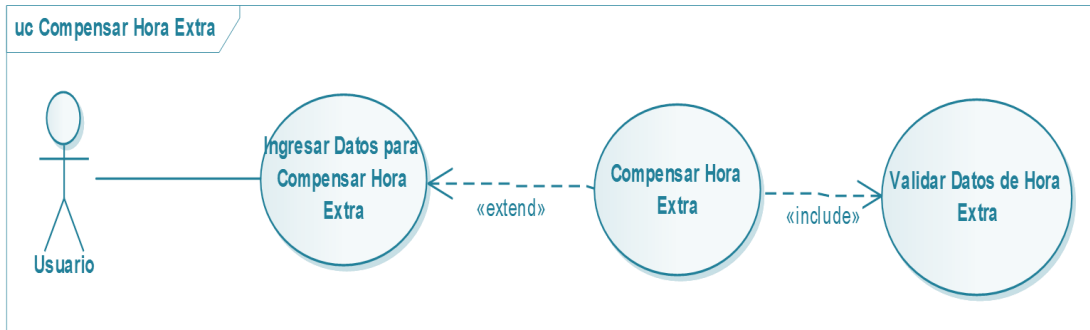 uc Compensar Hora Extra
Ingresar Datos para
Compensar Hora
Extra
Compensar Hora
Extra
Validar Datos de Hora
Extra
«extend»
«include»
Usuario